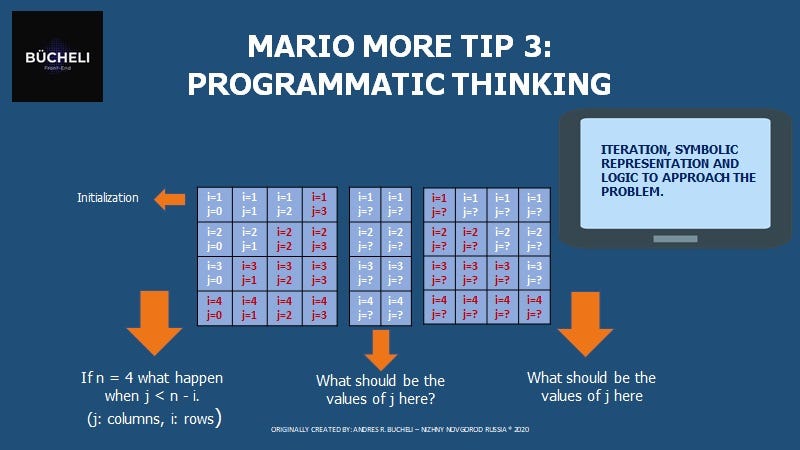 BÜCHELI
Front-End
MARIO MORE TIP 3:
PROGRAMMATIC THINKING
ITERATION, SYMBOLIC
REPRESENTATION AND
LOGIC TO APPROACH THE
PROBLEM.
Initialization
i=1 i=1 i=1 i=1
j=0 j=1 j=2 j=3
i=2 i=2 i=2 i=2
j=0 j=1 j=2 j=3
i=3 i=3 i=3 i=3
j=0 j=1 j=2 j=3
i=4 i=4 i=4 i=4
j=0 j=1 j=2 j=3
i=1 i=1
j=? j=?
i=2 i=2
j=? j=?
i=3 i=3
j=? j=?
i=4 i=4
j=? j=?
i=1 i=1 i=1 i=1
j=? j=? j=? j=?
i=2 i=2 i=2 i=2
j=? j=? j=? j=?
i=3 i=3 i=3 i=3
j=? j=? j=? j=?
i=4 i=4 i=4 i=4
j=? j=? j=? j=?
If n = 4 what happen
when j < n - i.
(j: columns, i: rows)
What should be the
values of j here?
What should be the
values of j here
ORIGINALLY CREATED BY: ANDRES R. BUCHELI – NIZHNY NOVGOROD RUSSIA ® 2020